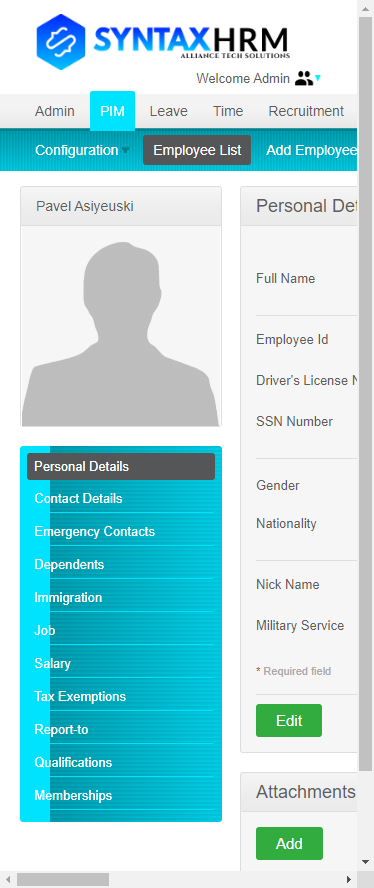 SYNTAXHRM
ALLIANCE TECH SOLUTIONS
Welcome Admin
Admin PIM Leave Time Recruitment
Configuration Employee List Add Employee
Pavel Asiyeuski
Personal Details
Contact Details
Emergency Contacts
Dependents
Immigration
Job
Salary
Tax Exemptions
Report-to
Qualifications
Memberships
Personal Det
Full Name
Employee Id
Driver's License N
SSN Number
Gender
Nationality
Nick Name
Military Service
* Required field
Edit
Attachments
Add